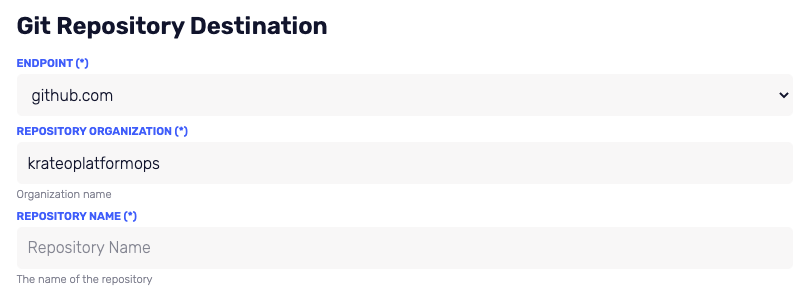 Git Repository Destination
ENDPOINT (*)
github.com
REPOSITORY ORGANIZATION (*)
krateoplatformops
Organization name
REPOSITORY NAME (*)
Repository Name
The name of the repository